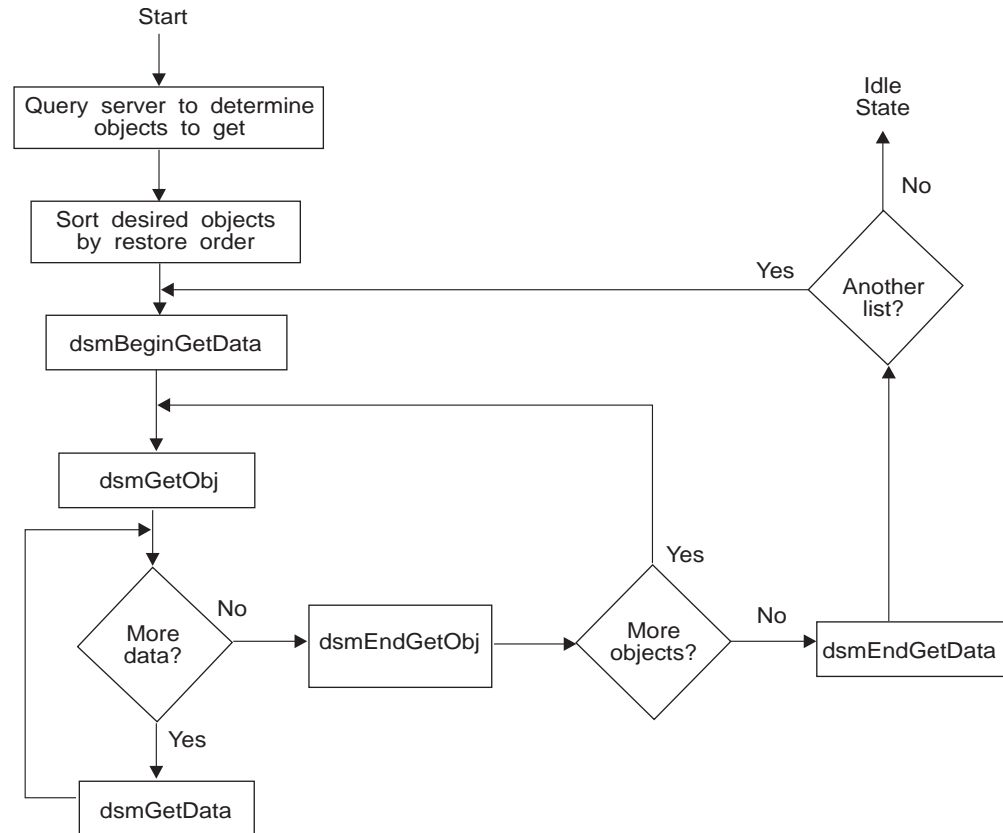 Start
Query server to determine
objects to get
Sort desired objects
by restore order
dsmBeginGetData
dsmGetObj
More
data?
No
Yes
dsmGetData
dsmEndGetObj
More
objects?
Yes
No
dsmEndGetData
Another
list?
Yes
No
Idle
State